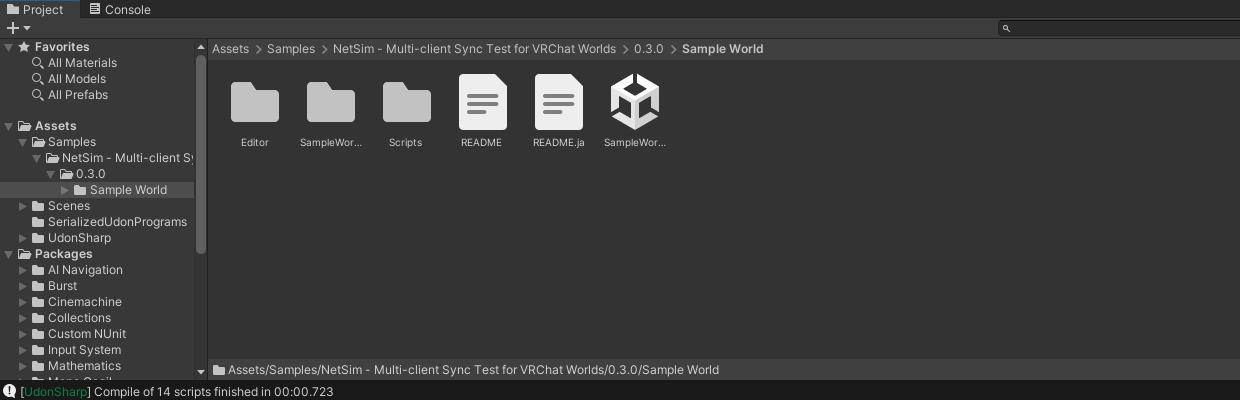 Project
Console
Favorites
All Materials
All Models
All Prefabs
Assets
Samples
NetSim - Multi-client Sy
0.3.0
Sample World
Scenes
SerializedUdonPrograms
UdonSharp
Packages
AI Navigation
Burst
Cinemachine
Collections
Custom NUnit
Input System
Mathematics
Assets > Samples > NetSim - Multi-client Sync Test for VRChat Worlds > 0.3.0 > Sample World
Editor
SampleWor...
Scripts
README
README.ja
SampleWor...
Assets/Samples/NetSim - Multi-client Sync Test for VRChat Worlds/0.3.0/Sample World
[UdonSharp] Compile of 14 scripts finished in 00:00.723